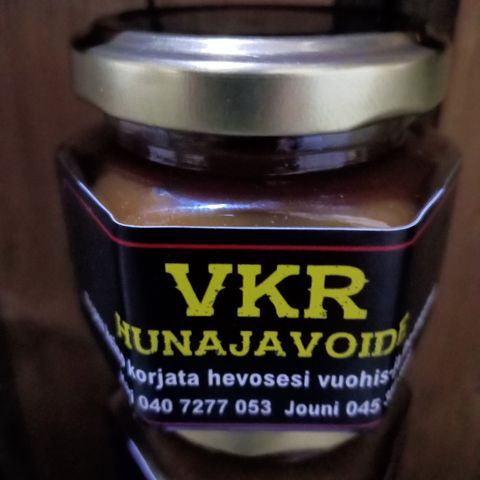 VKR
HUNAJAVOIDE
korjata hevosesi vuohis-
040 7277 053 Jouni 045